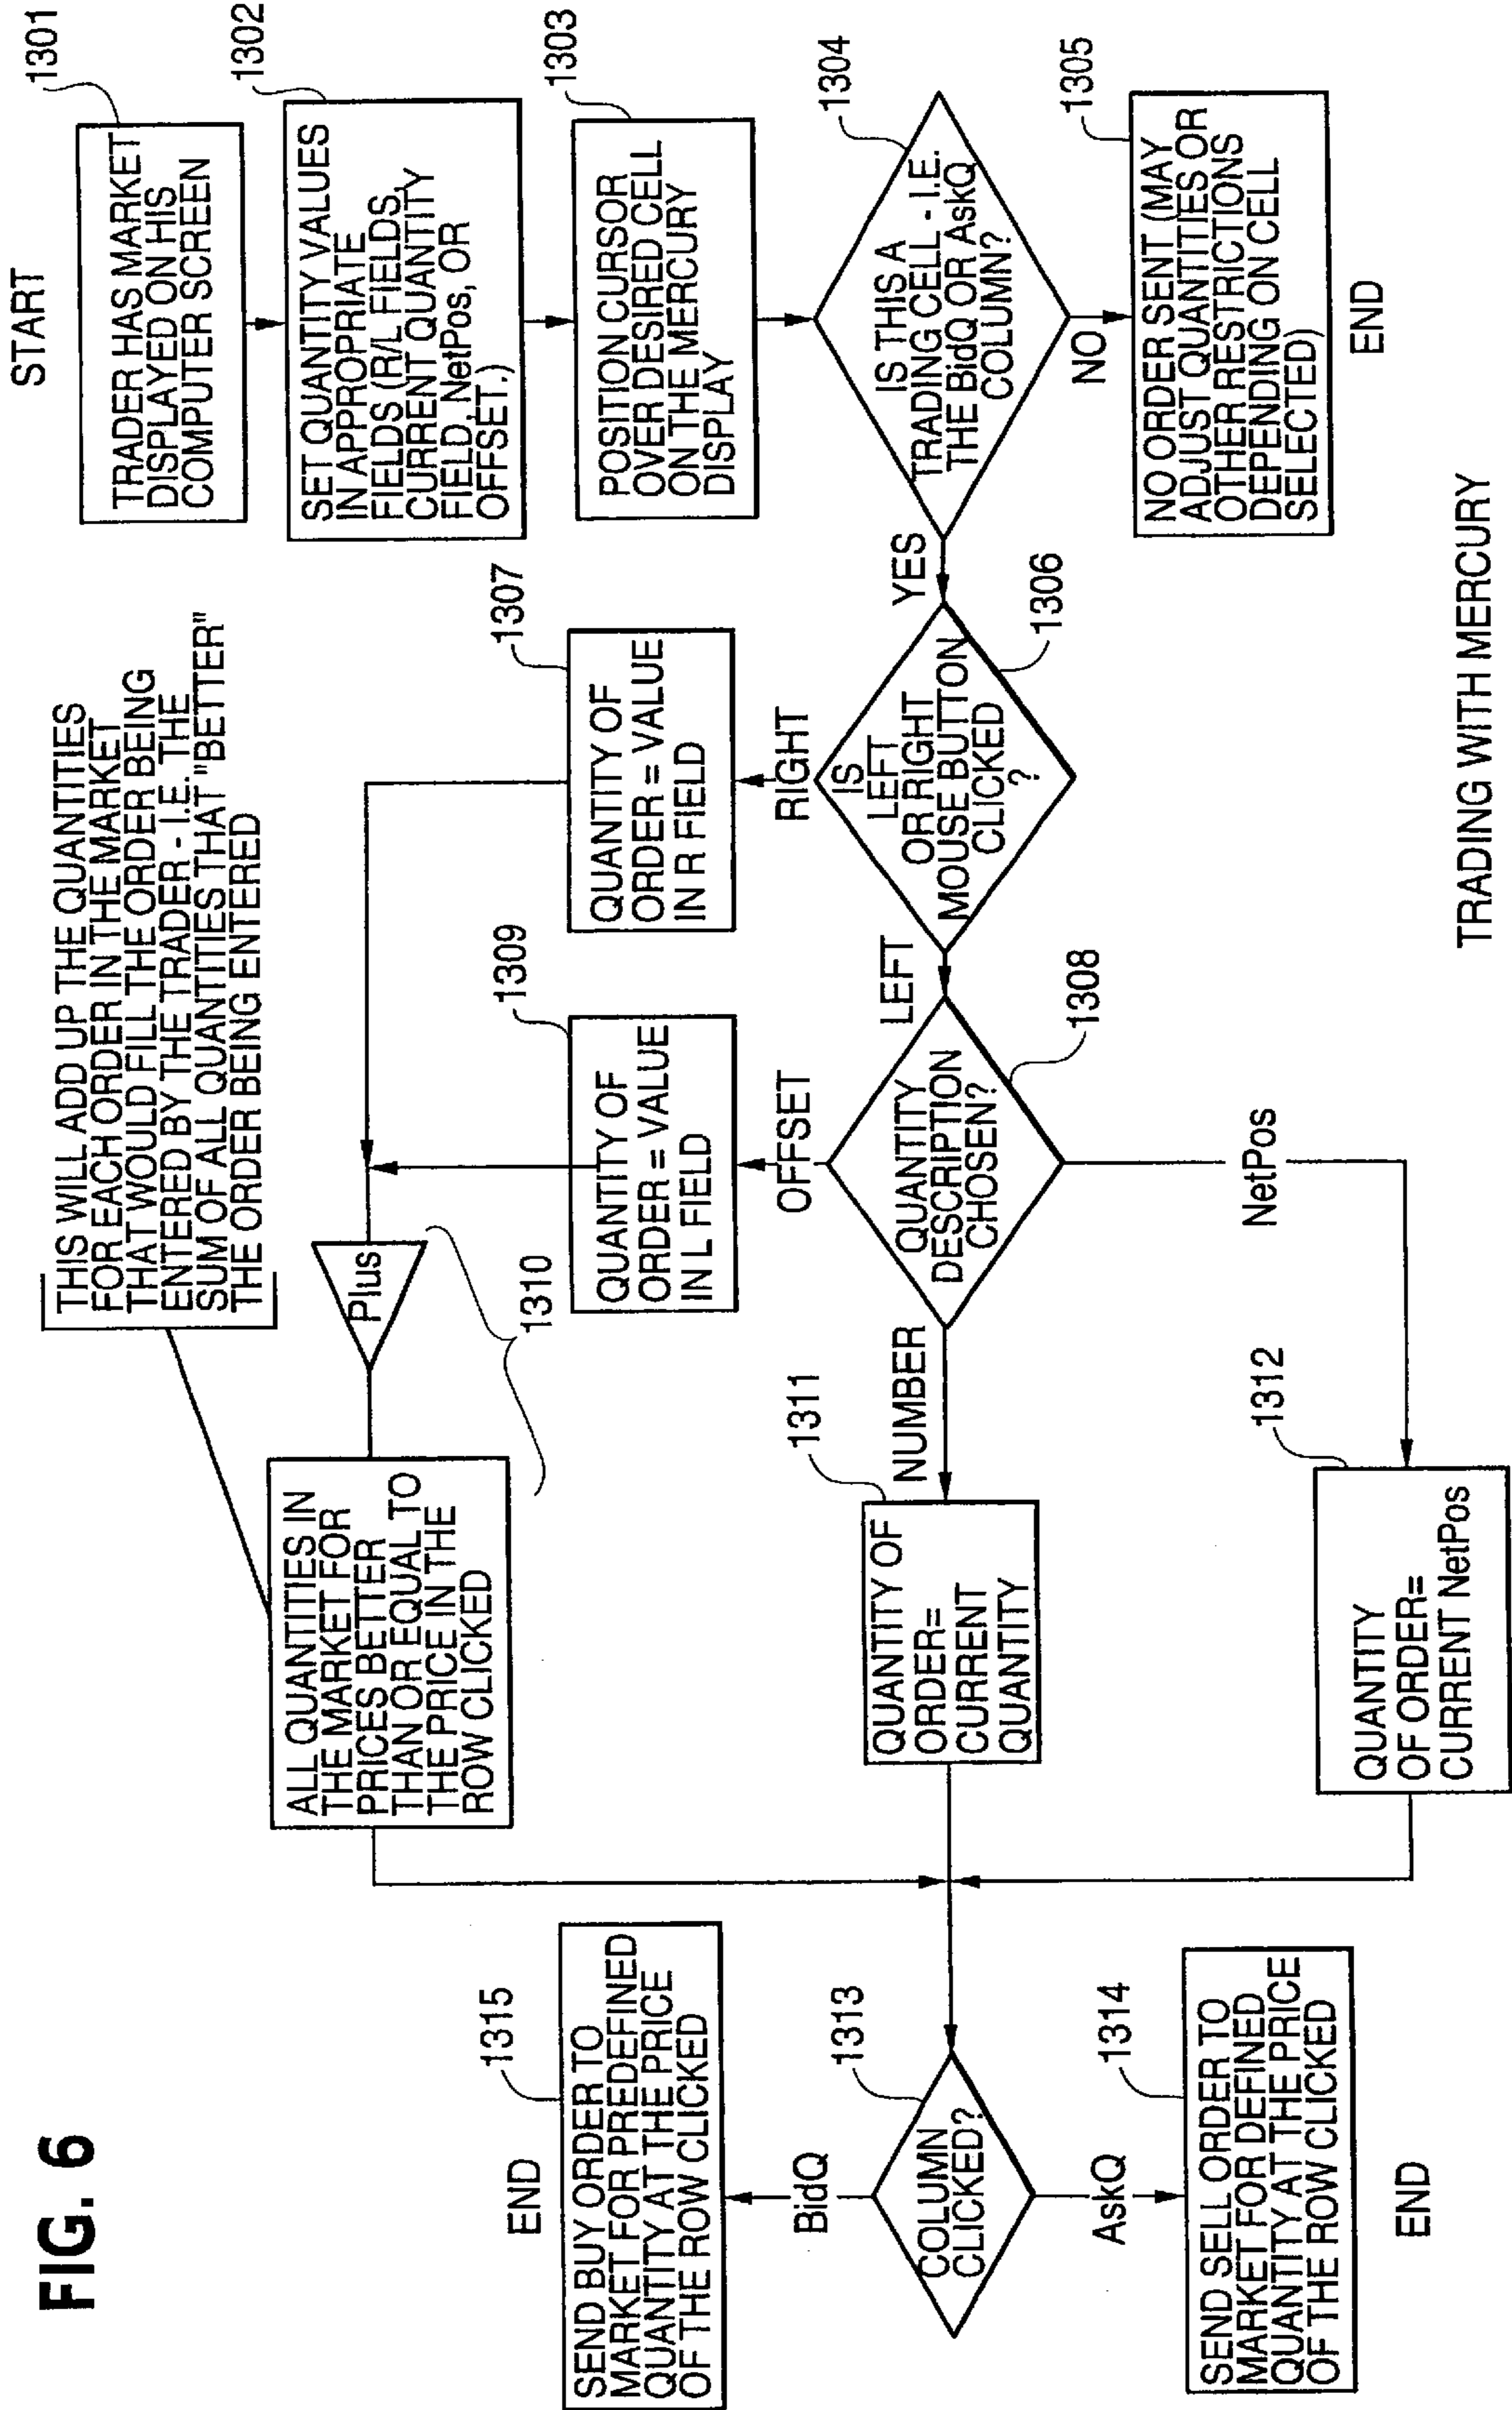 FIG. 6
START
1301
TRADER HAS MARKET
DISPLAYED ON HIS
COMPUTER SCREEN
1302
SET QUANTITY VALUES
IN APPROPRIATE
FIELDS (R/L FIELDS,
CURRENT QUANTITY
FIELD, NetPos, OR
OFFSET.)
1303
POSITION CURSOR
OVER DESIRED CELL
ON THE MERCURY
DISPLAY
1304
IS THIS A
TRADING CELL - I.E.
THE BidQ OR AskQ
COLUMN?
NO
1305
NO ORDER SENT (MAY
ADJUST QUANTITIES OR
OTHER RESTRICTIONS
DEPENDING ON CELL
SELECTED)
END
YES
1306
IS
LEFT
OR RIGHT
MOUSE BUTTON
CLICKED
?
RIGHT
1307
QUANTITY OF
ORDER = VALUE
IN R FIELD
LEFT
1308
QUANTITY
DESCRIPTION
CHOSEN?
OFFSET
1309
QUANTITY OF
ORDER = VALUE
IN L FIELD
Plus
1310
ALL QUANTITIES IN
THE MARKET FOR
PRICES BETTER
THAN OR EQUAL TO
THE PRICE IN THE
ROW CLICKED
THIS WILL ADD UP THE QUANTITIES
FOR EACH ORDER IN THE MARKET
THAT WOULD FILL THE ORDER BEING
ENTERED BY THE TRADER - I.E. THE
SUM OF ALL QUANTITIES THAT "BETTER"
THE ORDER BEING ENTERED
NUMBER
1311
QUANTITY OF
ORDER=
CURRENT
QUANTITY
NetPos
1312
QUANTITY
OF ORDER=
CURRENT NetPos
1313
COLUMN
CLICKED?
BidQ
1315
SEND BUY ORDER TO
MARKET FOR PREDEFINED
QUANTITY AT THE PRICE
OF THE ROW CLICKED
END
AskQ
1314
SEND SELL ORDER TO
MARKET FOR DEFINED
QUANTITY AT THE PRICE
OF THE ROW CLICKED
END
TRADING WITH MERCURY